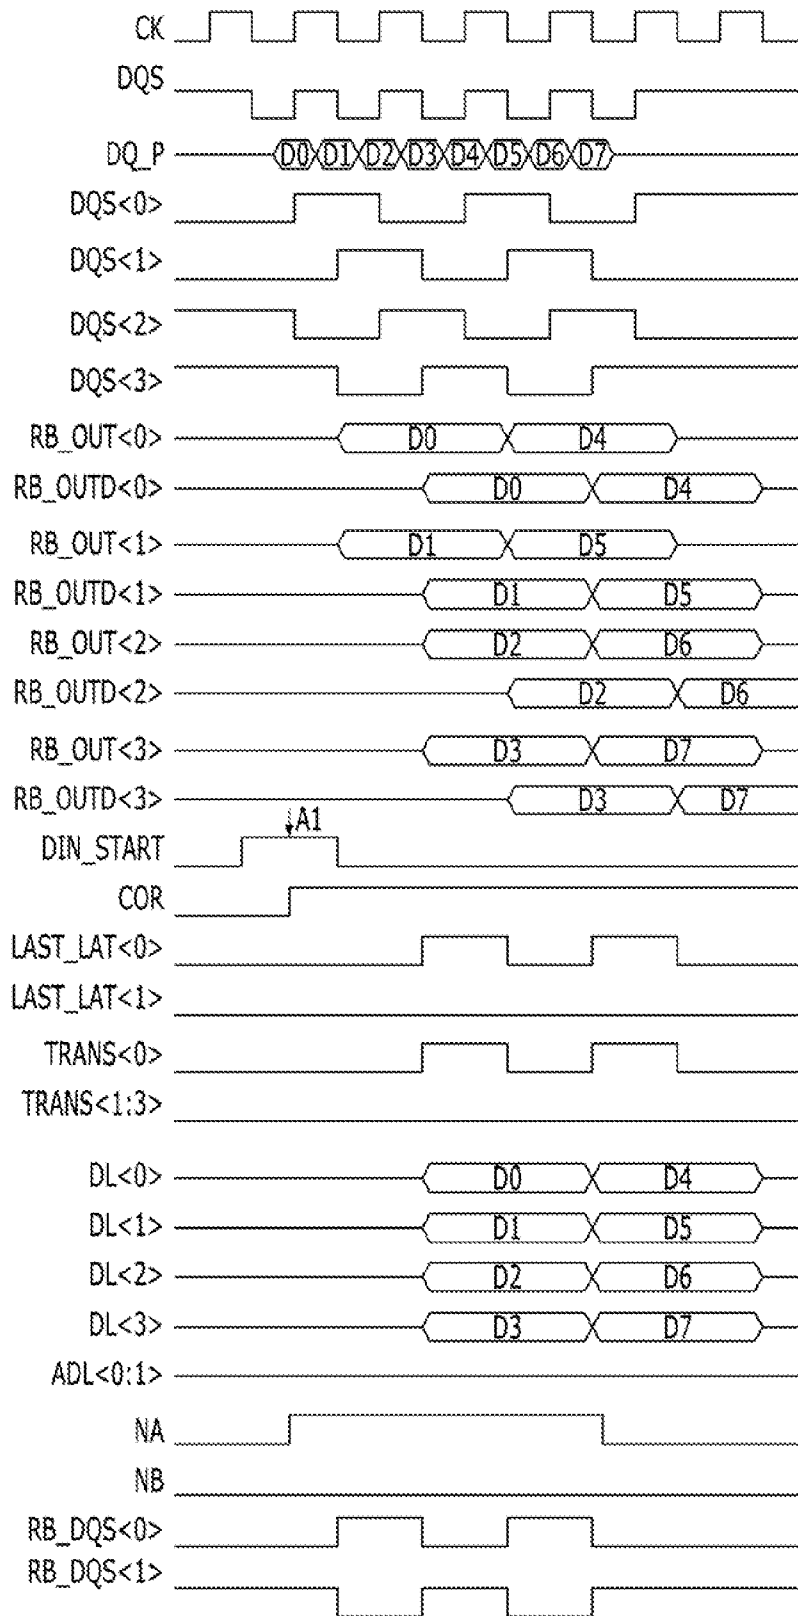 CK
DQS
DQ_P D0 D1 D2 D3 D4 D5 D6 D7
DQS<0>
DQS<1>
DQS<2>
DQS<3>
RB_OUT<0> D0 D4
RB_OUTD<0> D0 D4
RB_OUT<1> D1 D5
RB_OUTD<1> D1 D5
RB_OUT<2> D2 D6
RB_OUTD<2> D2 D6
RB_OUT<3> D3 D7
RB_OUTD<3> D3 D7
A1
DIN_START
COR
LAST_LAT<0>
LAST_LAT<1>
TRANS<0>
TRANS<1:3>
DL<0> D0 D4
DL<1> D1 D5
DL<2> D2 D6
DL<3> D3 D7
ADL<0:1>
NA
NB
RB_DQS<0>
RB_DQS<1>